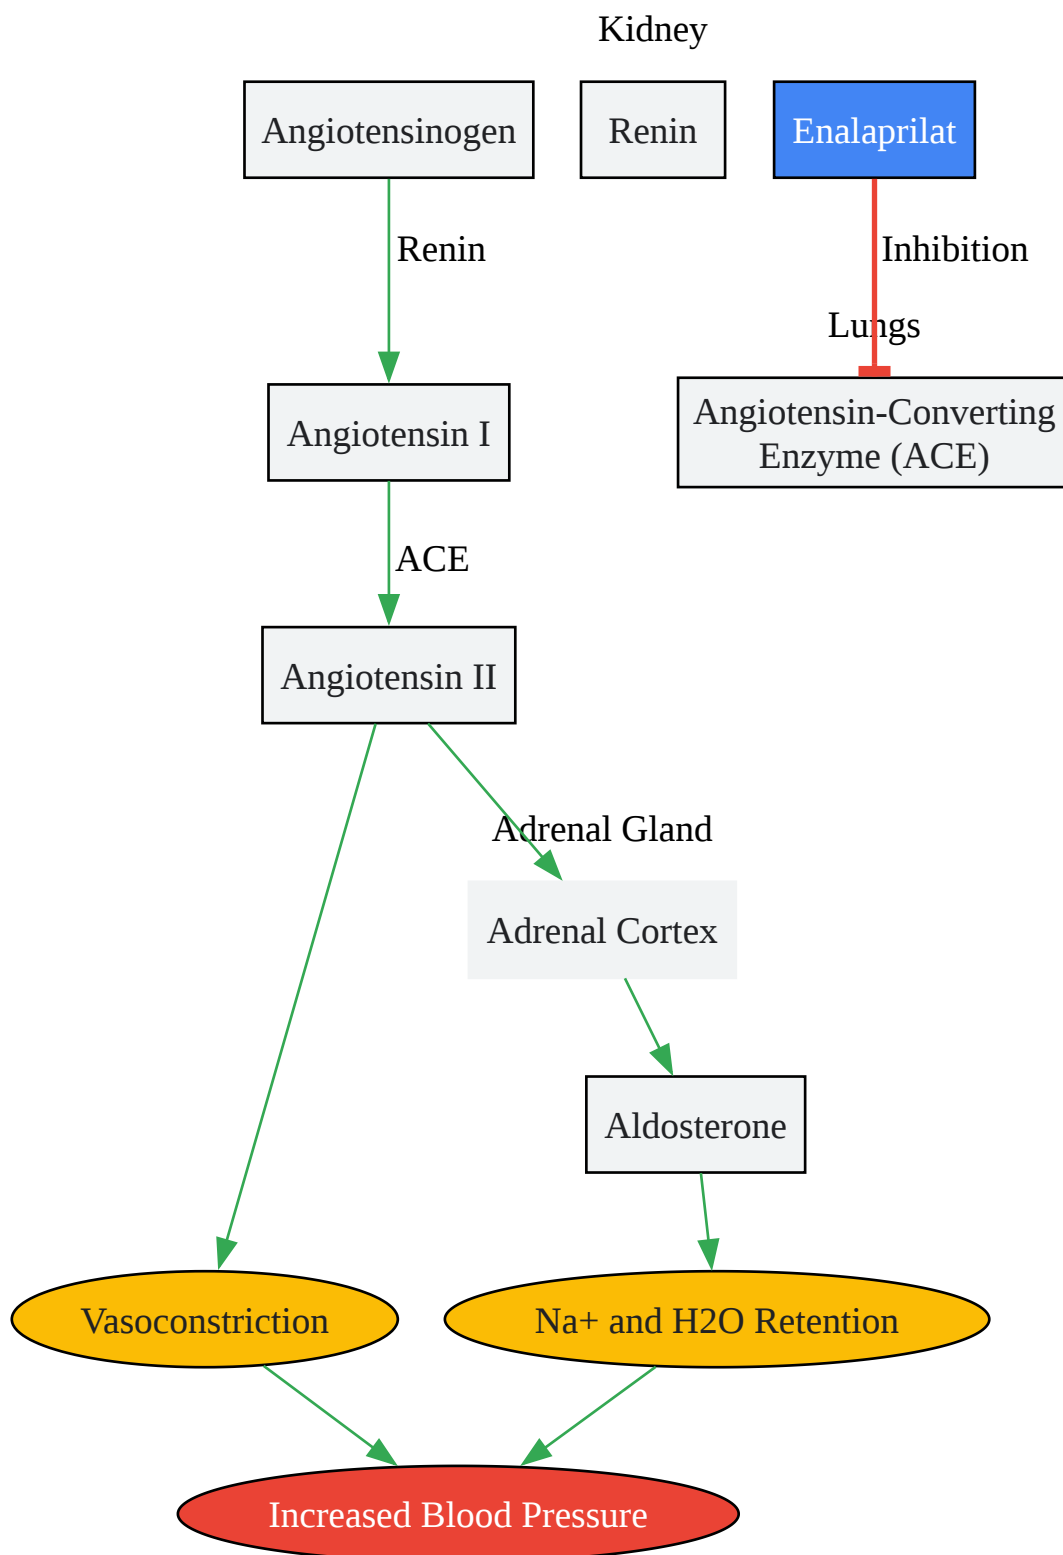 Kidney
Angiotensinogen
Renin
Enalaprilat
Renin
Inhibition
Lungs
Angiotensin I
Angiotensin-Converting
Enzyme (ACE)
ACE
Angiotensin II
Adrenal Gland
Adrenal Cortex
Aldosterone
Vasoconstriction
Na+ and H2O Retention
Increased Blood Pressure